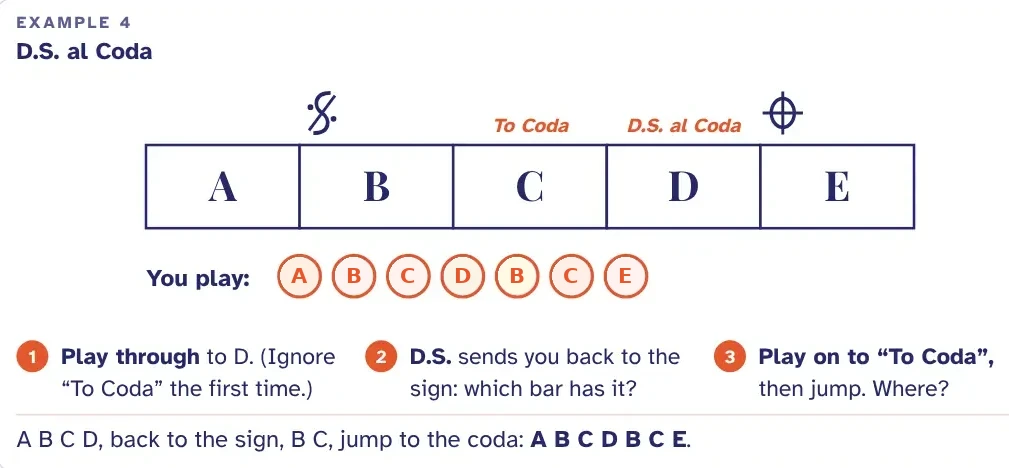 EXAMPLE 4
D.S. al Coda
To Coda D.S. al Coda
A B C D E
You play: A B C D B C E
1 Play through to D. (Ignore
“To Coda” the first time.)
2 D.S. sends you back to the
sign: which bar has it?
3 Play on to “To Coda”,
then jump. Where?
A B C D, back to the sign, B C, jump to the coda: A B C D B C E.